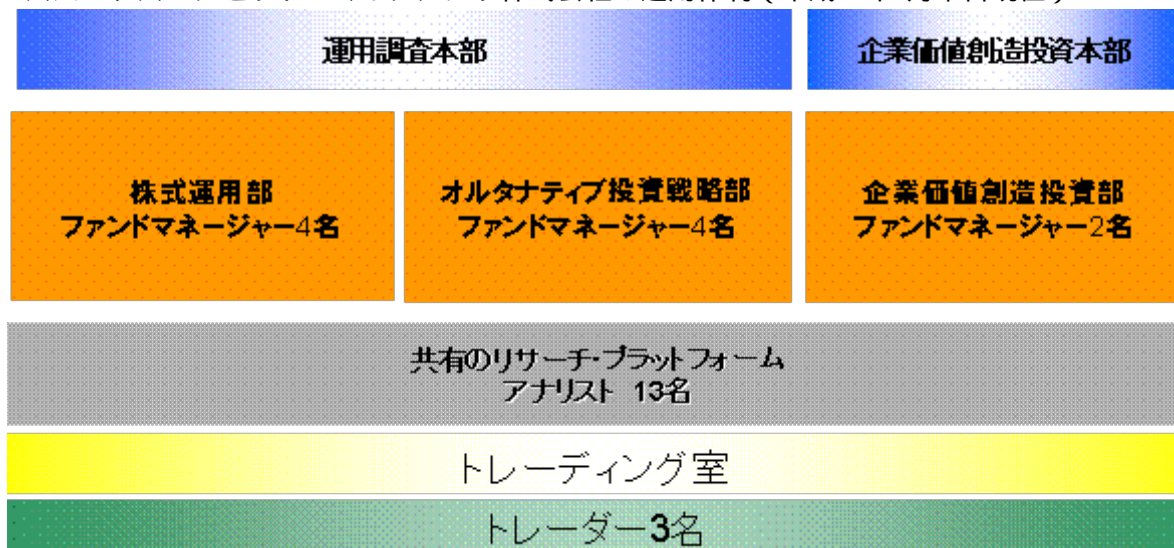 運用調査本部
企業価値創造投資本部
株式運用部
ファンドマネージャー4名
オルタナティブ投資戦略部
ファンドマネージャー4名
企業価値創造投資部
ファンドマネージャー2名
共有のリサーチ・プラットフォーム
アナリスト 13名
トレーディング室
トレーダー3名